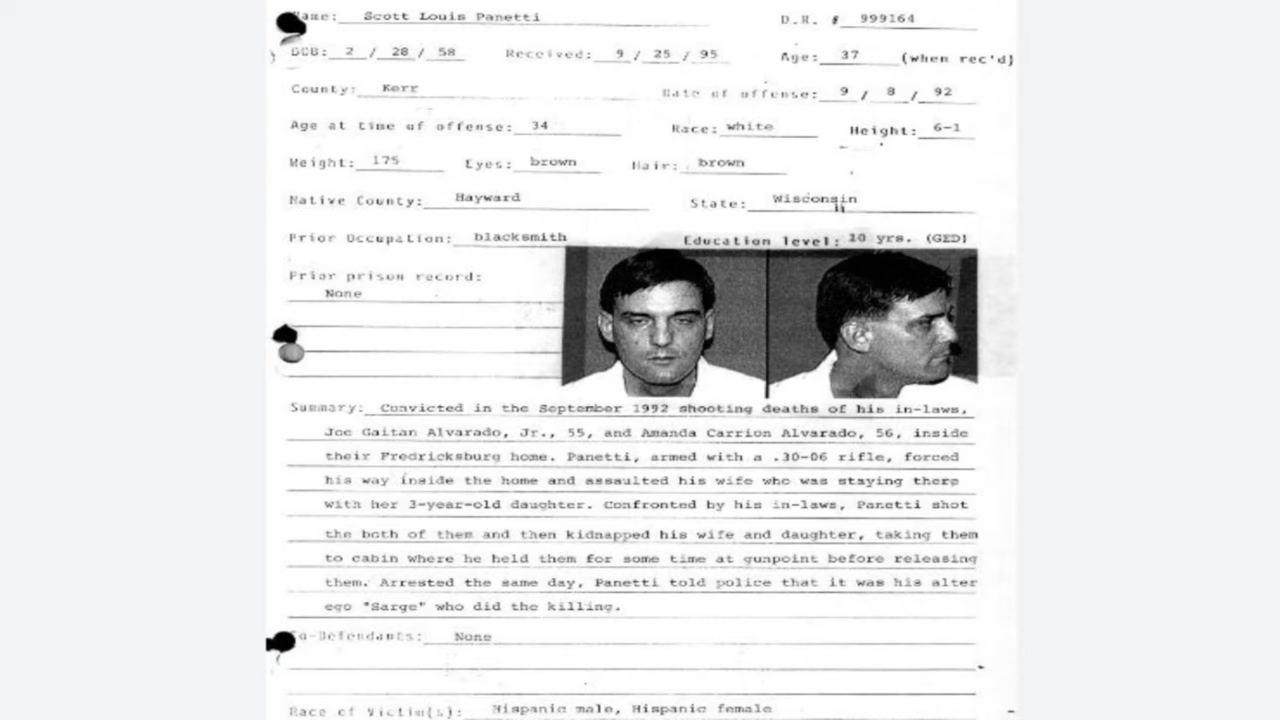 Name: Scott Louis Panetti D.R. # 999164
DOB: 2 / 28 / 58 Received: 9 / 25 / 95 Age: 37 (when rec'd)
County: Kerr Date of offense: 9 / 8 / 92
Age at time of offense: 34 Race: white Height: 6-1
Weight: 175 Eyes: brown Hair: brown
Native County: Hayward State: Wisconsin
Prior Occupation: blacksmith Education level: 10 yrs. (GED)
Prior prison record:
None
Summary: Convicted in the September 1992 shooting deaths of his in-laws,
Joe Gaitan Alvarado, Jr., 55, and Amanda Carrion Alvarado, 56, inside
their Fredricksburg home. Panetti, armed with a .30-06 rifle, forced
his way inside the home and assaulted his wife who was staying there
with her 3-year-old daughter. Confronted by his in-laws, Panetti shot
the both of them and then kidnapped his wife and daughter, taking them
to cabin where he held them for some time at gunpoint before releasing
them. Arrested the same day, Panetti told police that it was his alter
ego "Sarge" who did the killing.
Co-Defendants: None
Race of Victim(s): Hispanic male, Hispanic female